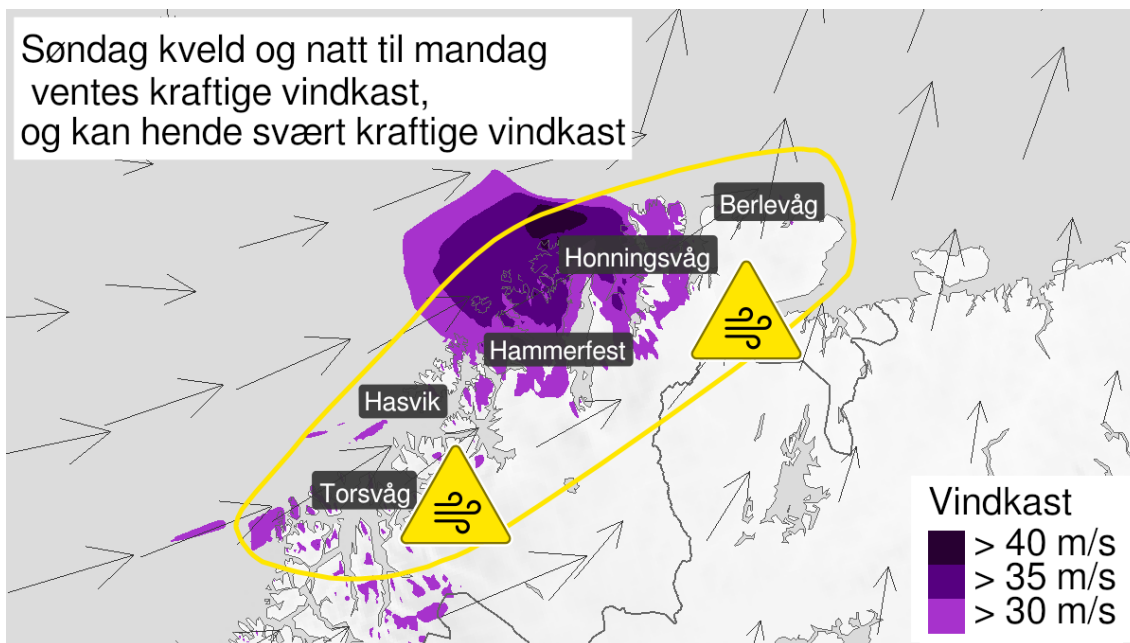 Søndag kveld og natt til mandag
ventes kraftige vindkast,
og kan hende svært kraftige vindkast
Berlevåg
Honningsvåg
Hammerfest
Hasvik
Torsvåg
Vindkast
> 40 m/s
> 35 m/s
> 30 m/s